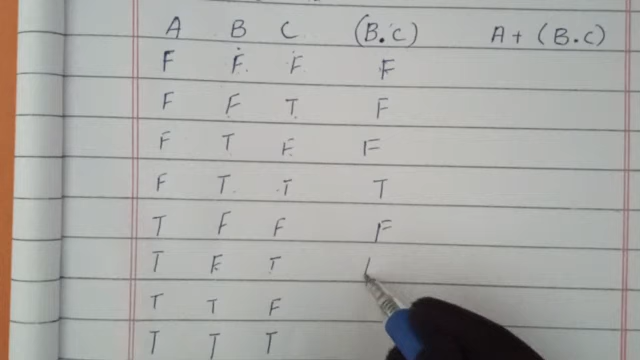 A B C (B.C) A + (B.C)
F F F F
F F T F
F T F F
F T T T
T F F F
T F T
T T F
T T T